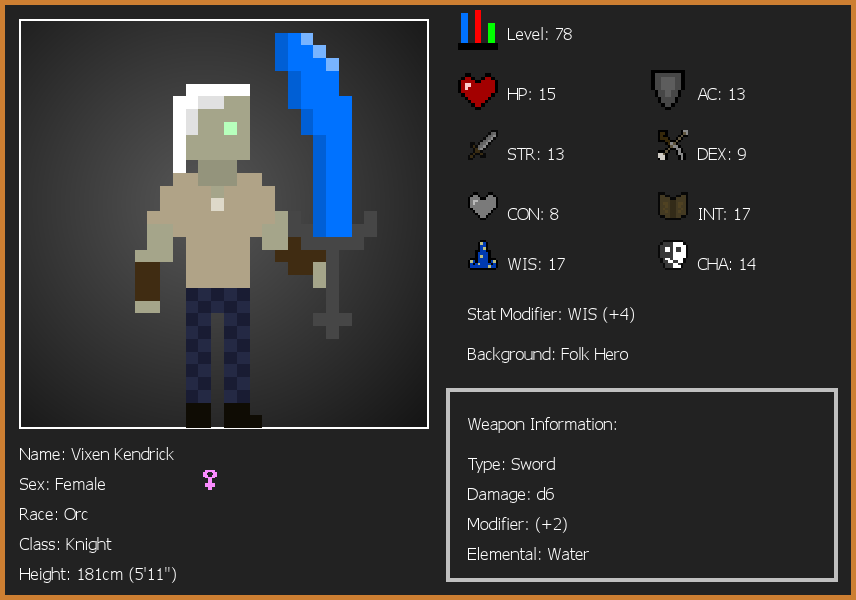 Level: 78
HP: 15
AC: 13
STR: 13
DEX: 9
CON: 8
INT: 17
WIS: 17
CHA: 14
Stat Modifier: WIS (+4)
Background: Folk Hero
Weapon Information:
Type: Sword
Damage: d6
Modifier: (+2)
Elemental: Water
Name: Vixen Kendrick
Sex: Female
Race: Orc
Class: Knight
Height: 181cm (5'11")